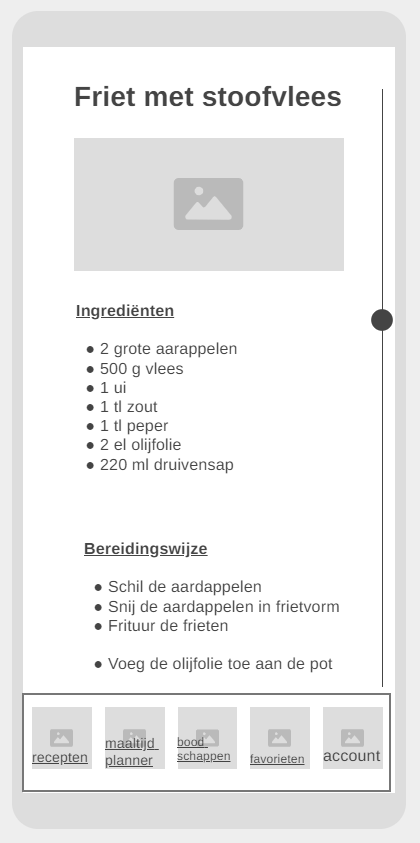 Friet met stoofvlees
Ingrediënten
● 2 grote aarappelen
● 500 g vlees
● 1 ui
● 1 tl zout
● 1 tl peper
● 2 el olijfolie
● 220 ml druivensap
Bereidingswijze
● Schil de aardappelen
● Snij de aardappelen in frietvorm
● Frituur de frieten
● Voeg de olijfolie toe aan de pot
recepten
maaltijd
planner
bood
schappen
favorieten
account